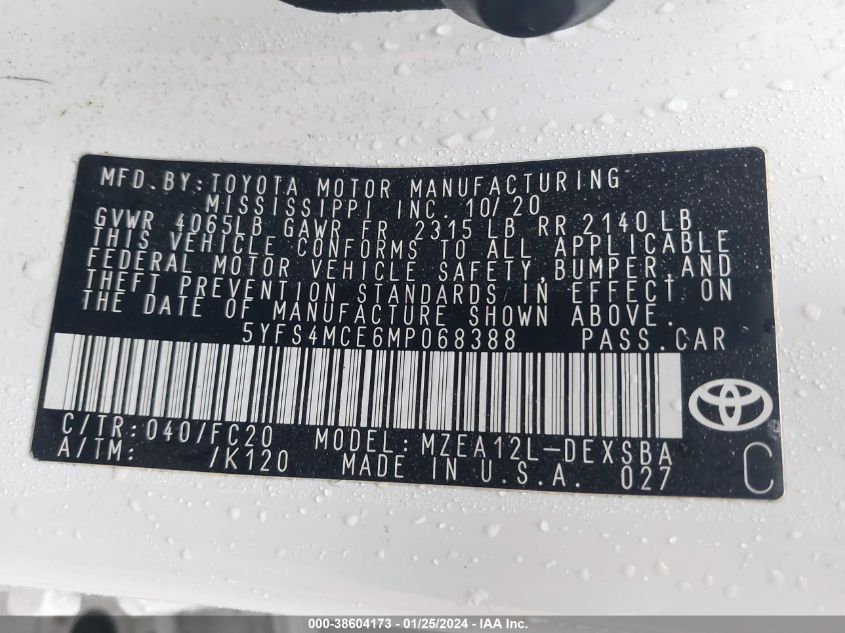 MFD.BY:TOYOTA MOTOR MANUFACTURING
MISSISSIPPI INC. 10/20
GVWR 4065LB GAWR FR 2315 LB RR 2140 LB
THIS VEHICLE CONFORMS TO ALL APPLICABLE
FEDERAL MOTOR VEHICLE SAFETY, BUMPER, AND
THEFT PREVENTION STANDARDS IN EFFECT ON
THE DATE OF MANUFACTURE SHOWN ABOVE.
5YFS4MCE6MP068388 PASS.CAR
C/TR:040/FC20 MODEL:MZEA12L-DEXSBA
A/TM: /K120 MADE IN U.S.A. 027
C
000-38604173 - 01/25/2024 - IAA Inc.